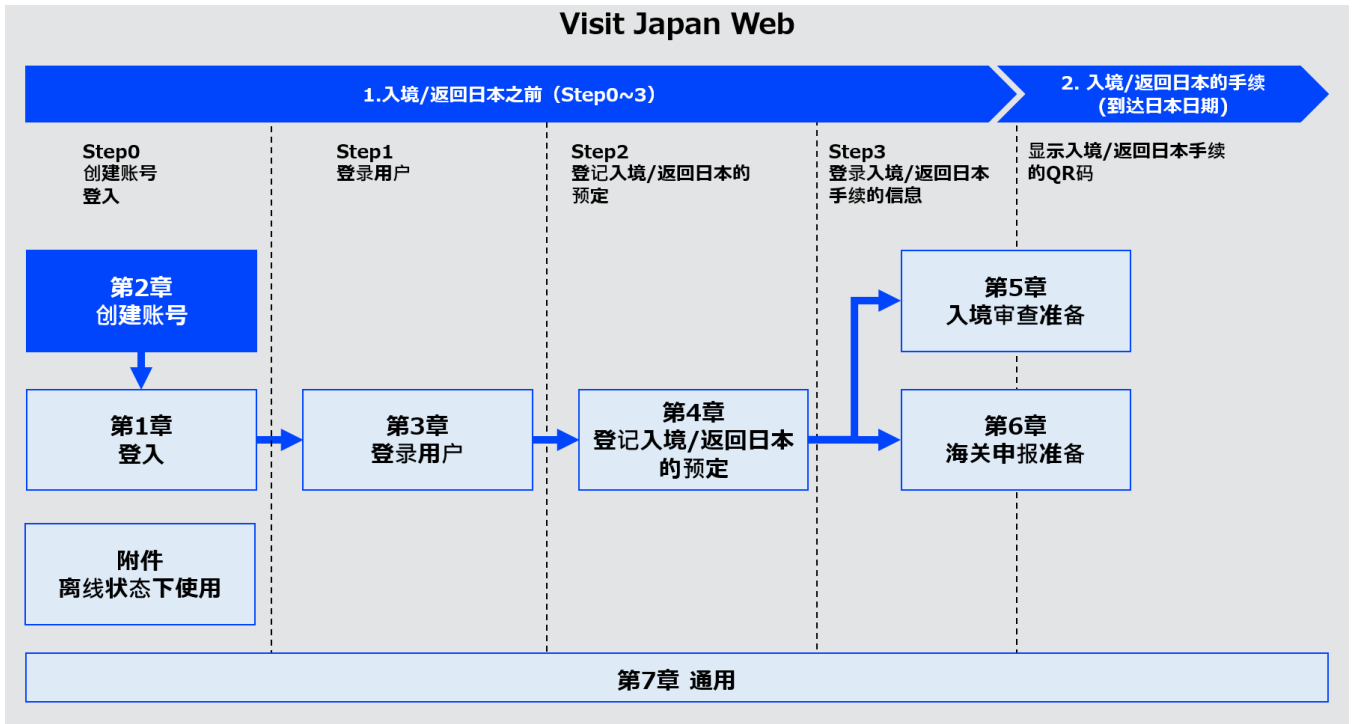 Visit Japan Web
1.入境/返回日本之前（Step0~3）
2. 入境/返回日本的手续
(到达日本日期)
Step0
创建账号
登入
Step1
登录用户
Step2
登记入境/返回日本的
预定
Step3
登录入境/返回日本
手续的信息
显示入境/返回日本手续
的QR码
第2章
创建账号
第5章
入境审查准备
第1章
登入
第3章
登录用户
第4章
登记入境/返回日本
的预定
第6章
海关申报准备
附件
离线状态下使用
第7章 通用